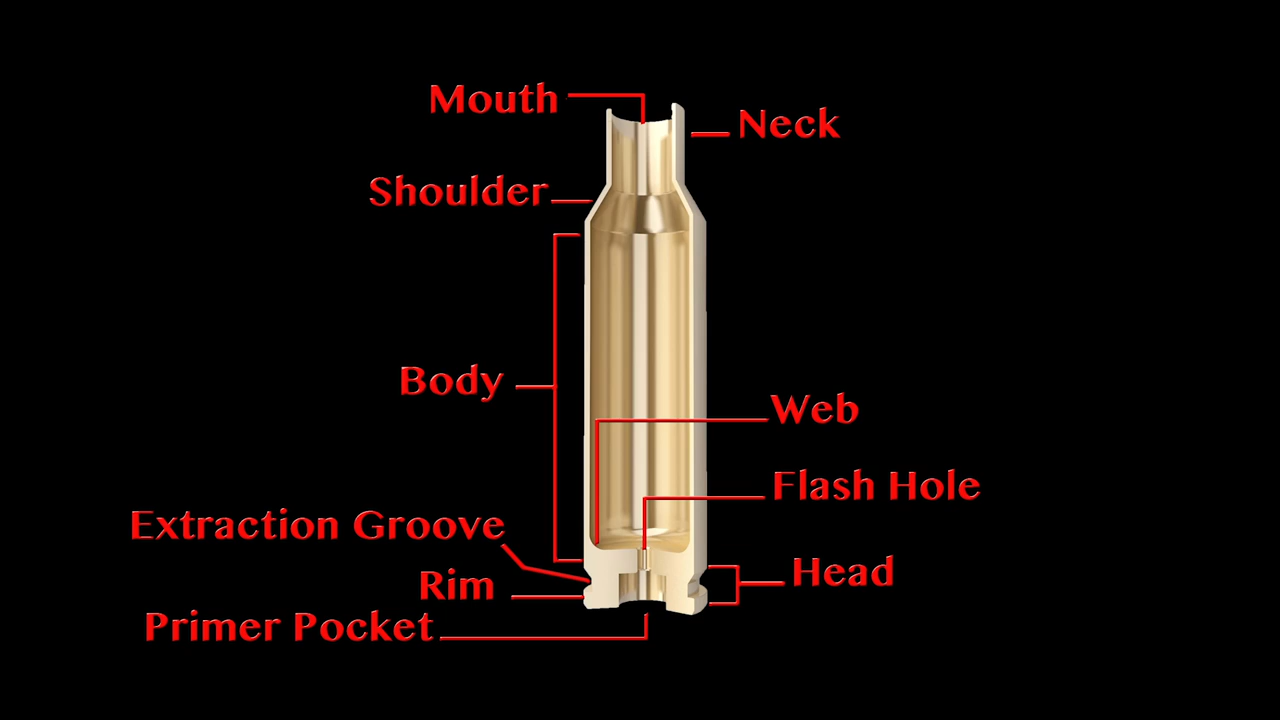 Mouth
Neck
Shoulder
Body
Web
Flash Hole
Extraction Groove
Head
Rim
Primer Pocket